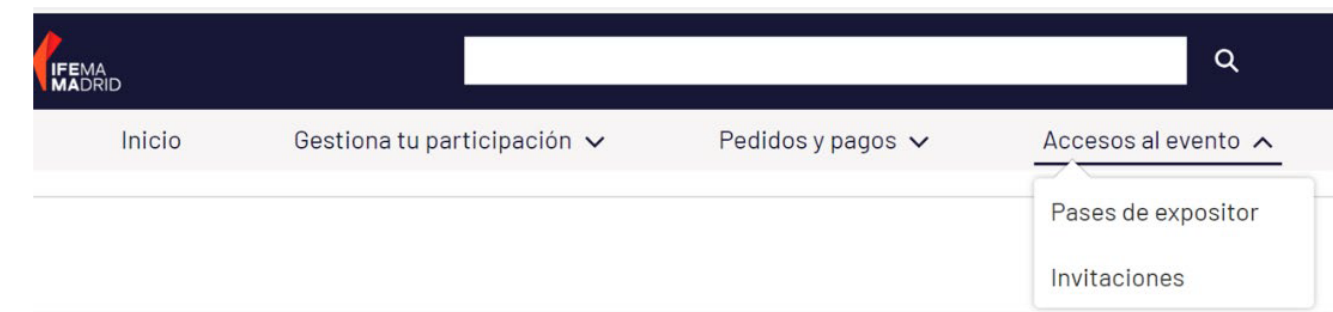 IFEMA
MADRID
Inicio
Gestiona tu participación
Pedidos y pagos
Accesos al evento
Pases de expositor
Invitaciones